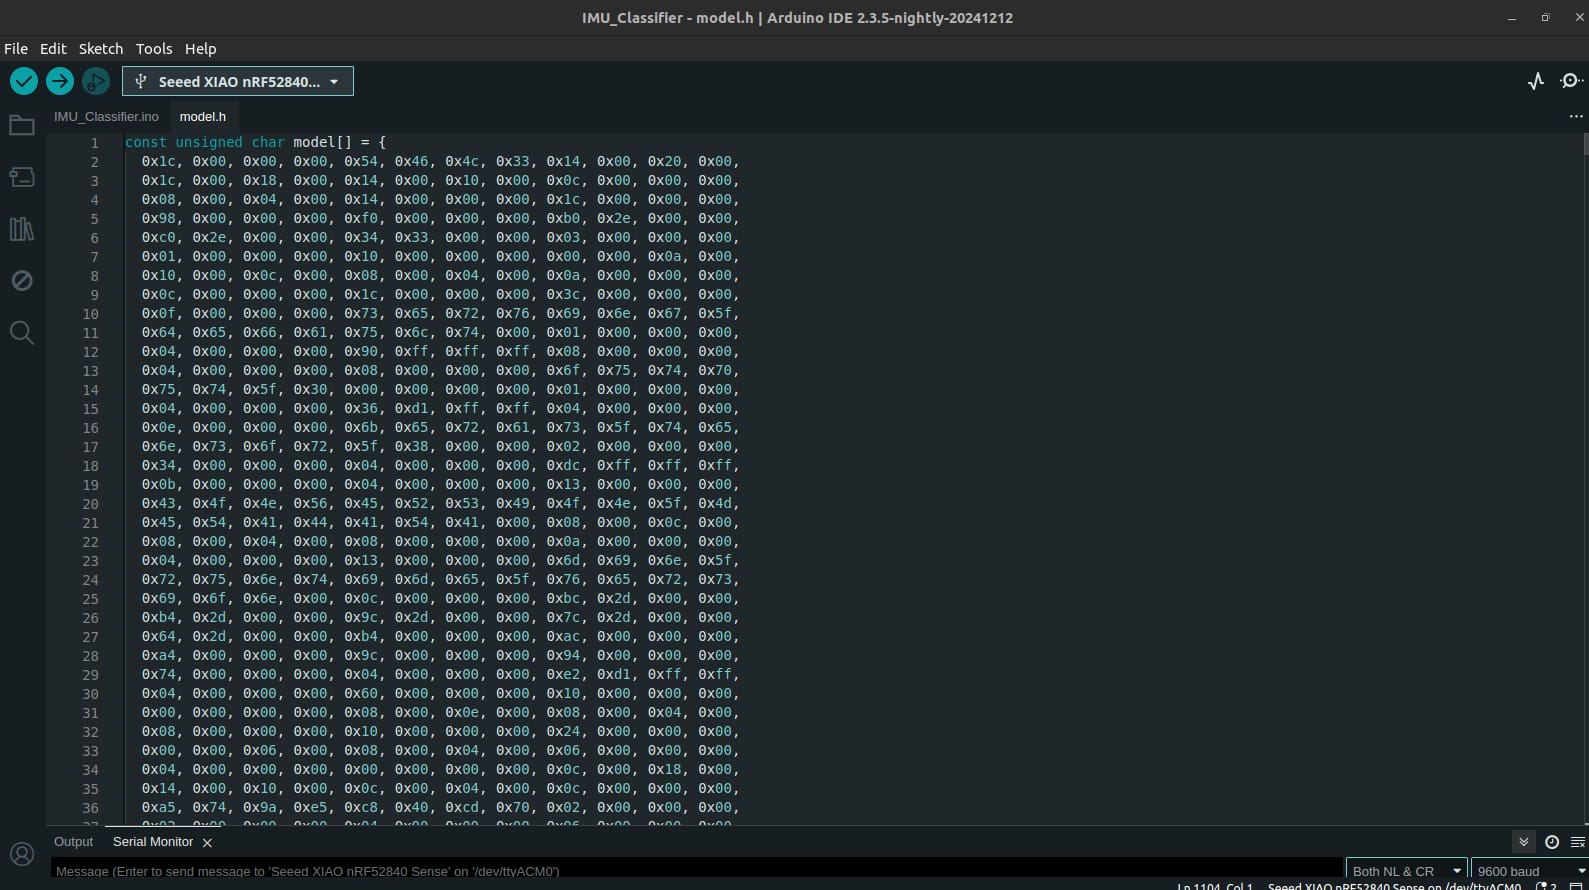 IMU_Classifier - model.h | Arduino IDE 2.3.5-nightly-20241212
File Edit Sketch Tools Help
Seeed XIAO nRF52840...
IMU_Classifier.ino model.h
1 const unsigned char model[] = {
2 0x1c, 0x00, 0x00, 0x00, 0x54, 0x46, 0x4c, 0x33, 0x14, 0x00, 0x20, 0x00,
3 0x1c, 0x00, 0x18, 0x00, 0x14, 0x00, 0x10, 0x00, 0x0c, 0x00, 0x00, 0x00,
4 0x08, 0x00, 0x04, 0x00, 0x14, 0x00, 0x00, 0x00, 0x1c, 0x00, 0x00, 0x00,
5 0x98, 0x00, 0x00, 0x00, 0xf0, 0x00, 0x00, 0x00, 0xb0, 0x2e, 0x00, 0x00,
6 0xc0, 0x2e, 0x00, 0x00, 0x34, 0x33, 0x00, 0x00, 0x03, 0x00, 0x00, 0x00,
7 0x01, 0x00, 0x00, 0x00, 0x10, 0x00, 0x00, 0x00, 0x00, 0x00, 0x0a, 0x00,
8 0x10, 0x00, 0x0c, 0x00, 0x08, 0x00, 0x04, 0x00, 0x0a, 0x00, 0x00, 0x00,
9 0x0c, 0x00, 0x00, 0x00, 0x1c, 0x00, 0x00, 0x00, 0x3c, 0x00, 0x00, 0x00,
10 0x0f, 0x00, 0x00, 0x00, 0x73, 0x65, 0x72, 0x76, 0x69, 0x6e, 0x67, 0x5f,
11 0x64, 0x65, 0x66, 0x61, 0x75, 0x6c, 0x74, 0x00, 0x01, 0x00, 0x00, 0x00,
12 0x04, 0x00, 0x00, 0x00, 0x90, 0xff, 0xff, 0xff, 0x08, 0x00, 0x00, 0x00,
13 0x04, 0x00, 0x00, 0x00, 0x08, 0x00, 0x00, 0x00, 0x6f, 0x75, 0x74, 0x70,
14 0x75, 0x74, 0x5f, 0x30, 0x00, 0x00, 0x00, 0x00, 0x01, 0x00, 0x00, 0x00,
15 0x04, 0x00, 0x00, 0x00, 0x36, 0xd1, 0xff, 0xff, 0x04, 0x00, 0x00, 0x00,
16 0x0e, 0x00, 0x00, 0x00, 0x6b, 0x65, 0x72, 0x61, 0x73, 0x5f, 0x74, 0x65,
17 0x6e, 0x73, 0x6f, 0x72, 0x5f, 0x38, 0x00, 0x00, 0x02, 0x00, 0x00, 0x00,
18 0x34, 0x00, 0x00, 0x00, 0x04, 0x00, 0x00, 0x00, 0xdc, 0xff, 0xff, 0xff,
19 0x0b, 0x00, 0x00, 0x00, 0x04, 0x00, 0x00, 0x00, 0x13, 0x00, 0x00, 0x00,
20 0x43, 0x4f, 0x4e, 0x56, 0x45, 0x52, 0x53, 0x49, 0x4f, 0x4e, 0x5f, 0x4d,
21 0x45, 0x54, 0x41, 0x44, 0x41, 0x54, 0x41, 0x00, 0x08, 0x00, 0x0c, 0x00,
22 0x08, 0x00, 0x04, 0x00, 0x08, 0x00, 0x00, 0x00, 0x0a, 0x00, 0x00, 0x00,
23 0x04, 0x00, 0x00, 0x00, 0x13, 0x00, 0x00, 0x00, 0x6d, 0x69, 0x6e, 0x5f,
24 0x72, 0x75, 0x6e, 0x74, 0x69, 0x6d, 0x65, 0x5f, 0x76, 0x65, 0x72, 0x73,
25 0x69, 0x6f, 0x6e, 0x00, 0x0c, 0x00, 0x00, 0x00, 0xbc, 0x2d, 0x00, 0x00,
26 0xb4, 0x2d, 0x00, 0x00, 0x9c, 0x2d, 0x00, 0x00, 0x7c, 0x2d, 0x00, 0x00,
27 0x64, 0x2d, 0x00, 0x00, 0xb4, 0x00, 0x00, 0x00, 0xac, 0x00, 0x00, 0x00,
28 0xa4, 0x00, 0x00, 0x00, 0x9c, 0x00, 0x00, 0x00, 0x94, 0x00, 0x00, 0x00,
29 0x74, 0x00, 0x00, 0x00, 0x04, 0x00, 0x00, 0x00, 0xe2, 0xd1, 0xff, 0xff,
30 0x04, 0x00, 0x00, 0x00, 0x60, 0x00, 0x00, 0x00, 0x10, 0x00, 0x00, 0x00,
31 0x00, 0x00, 0x00, 0x00, 0x08, 0x00, 0x0e, 0x00, 0x08, 0x00, 0x04, 0x00,
32 0x08, 0x00, 0x00, 0x00, 0x10, 0x00, 0x00, 0x00, 0x24, 0x00, 0x00, 0x00,
33 0x00, 0x00, 0x06, 0x00, 0x08, 0x00, 0x04, 0x00, 0x06, 0x00, 0x00, 0x00,
34 0x04, 0x00, 0x00, 0x00, 0x00, 0x00, 0x00, 0x00, 0x0c, 0x00, 0x18, 0x00,
35 0x14, 0x00, 0x10, 0x00, 0x0c, 0x00, 0x04, 0x00, 0x0c, 0x00, 0x00, 0x00,
36 0xa5, 0x74, 0x9a, 0xe5, 0xc8, 0x40, 0xcd, 0x70, 0x02, 0x00, 0x00, 0x00,
Output Serial Monitor
Message (Enter to send message to 'Seeed XIAO nRF52840 Sense' on '/dev/ttyACM0')
Both NL & CR 9600 baud
Ln 1104, Col 1 Seeed XIAO nRF52840 Sense on /dev/ttyACM0 2